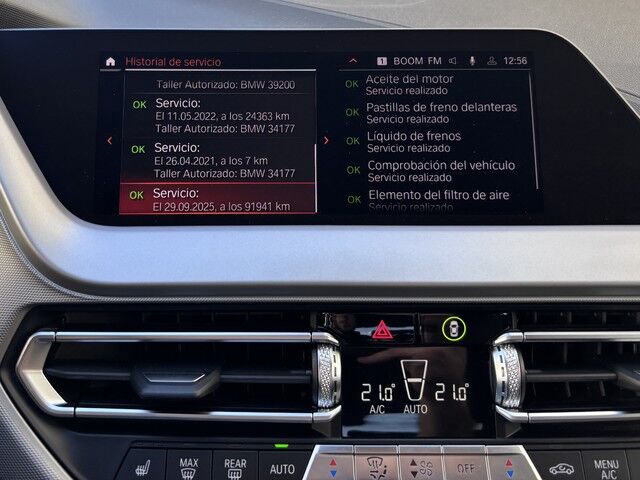 Historial de servicio
1 BOOM FM 12:56
Taller Autorizado: BMW 39200
OK Servicio:
El 11.05.2022, a los 24363 km
Taller Autorizado: BMW 34177
OK Servicio:
El 26.04.2021, a los 7 km
Taller Autorizado: BMW 34177
OK Servicio:
El 29.09.2025, a los 91941 km
OK Aceite del motor
Servicio realizado
OK Pastillas de freno delanteras
Servicio realizado
OK Líquido de frenos
Servicio realizado
OK Comprobación del vehículo
Servicio realizado
OK Elemento del filtro de aire
Servicio realizado
21.0° 21.0°
A/C AUTO
MAX
REAR
AUTO
OFF
MENU
A/C